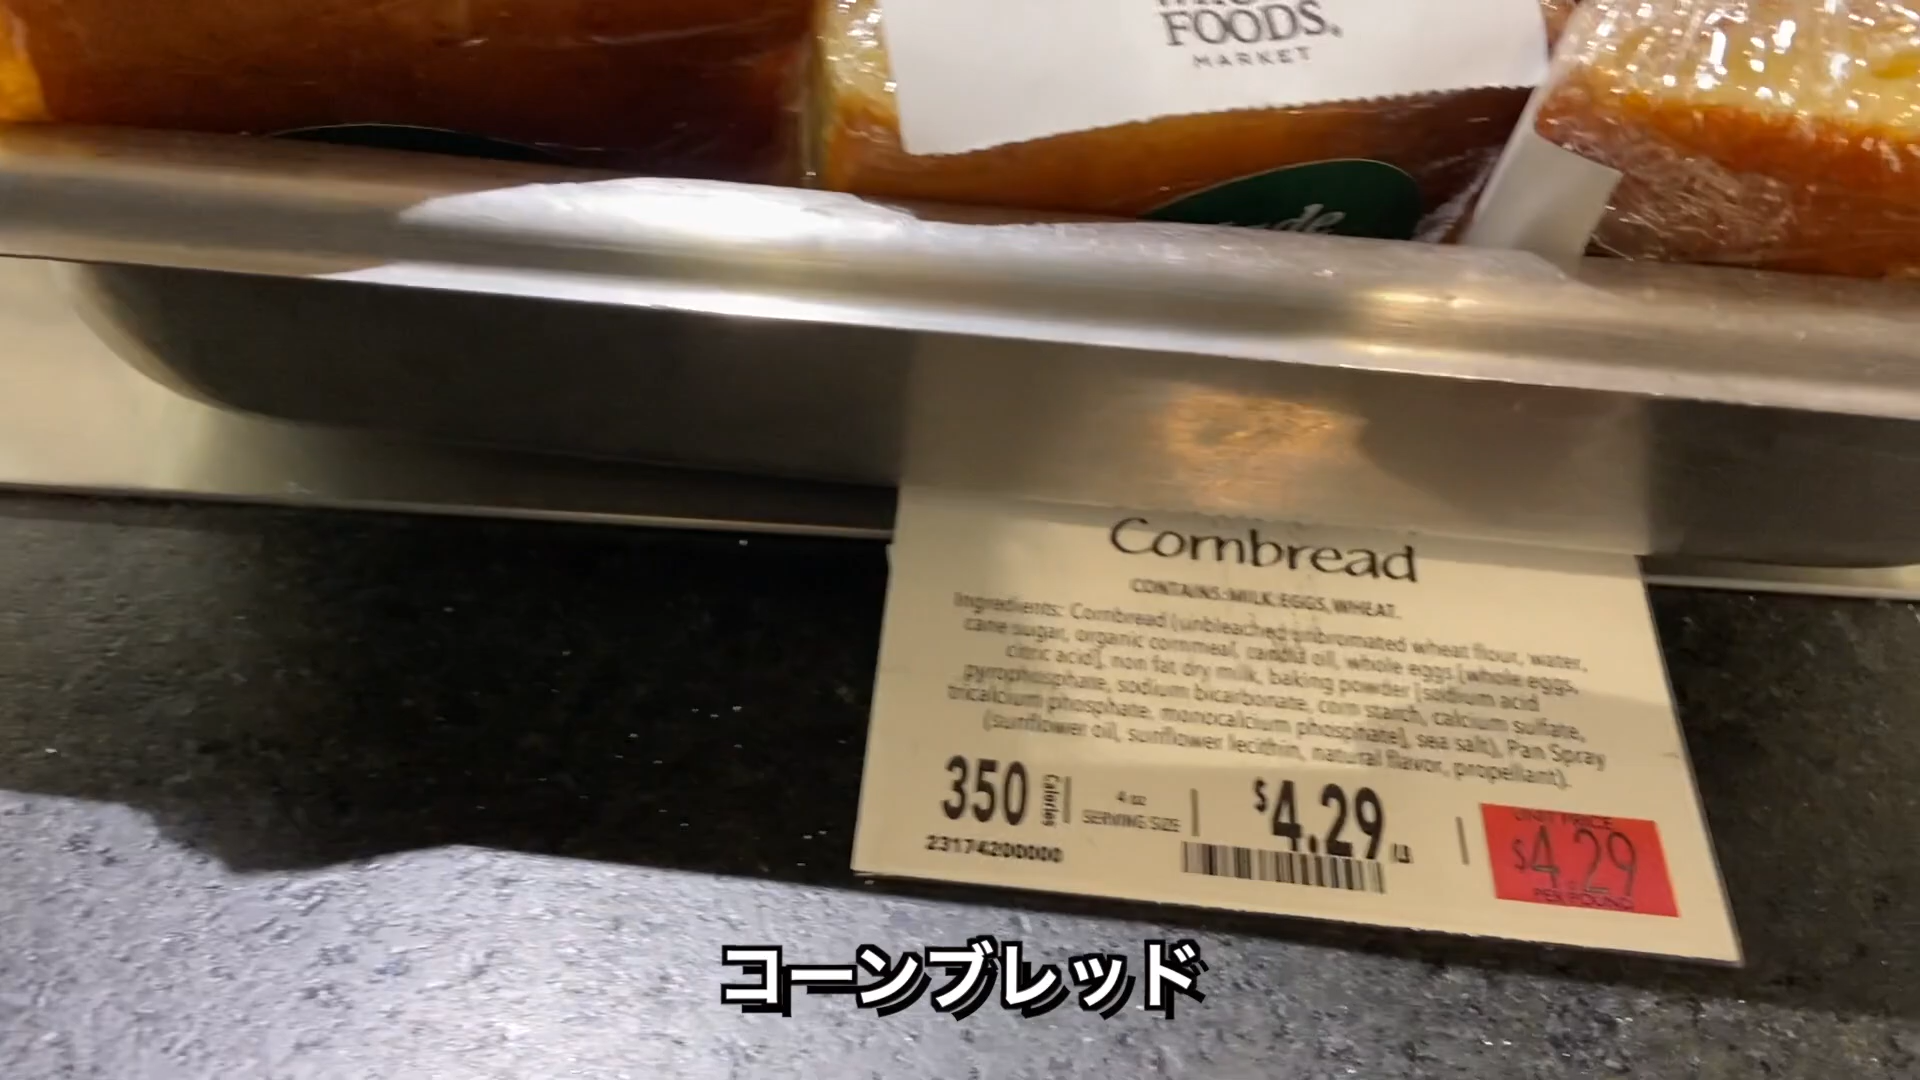 FOODS.
MARKET
Cornbread
CONTAINS: MILK, EGGS, WHEAT.
Ingredients: Cornbread (unbleached unbromated wheat flour, water,
cane sugar, organic cornmeal, canola oil, whole eggs [whole eggs,
citric acid], non fat dry milk, baking powder [sodium acid
pyrophosphate, sodium bicarbonate, corn starch, calcium sulfate,
tricalcium phosphate, monocalcium phosphate], sea salt), Pan Spray
(sunflower oil, sunflower lecithin, natural flavor, propellant).
350 Calories
4 oz
SERVING SIZE
$4.29 /LB
UNIT PRICE
$4.29
PER POUND
23174200000
コーンブレッド